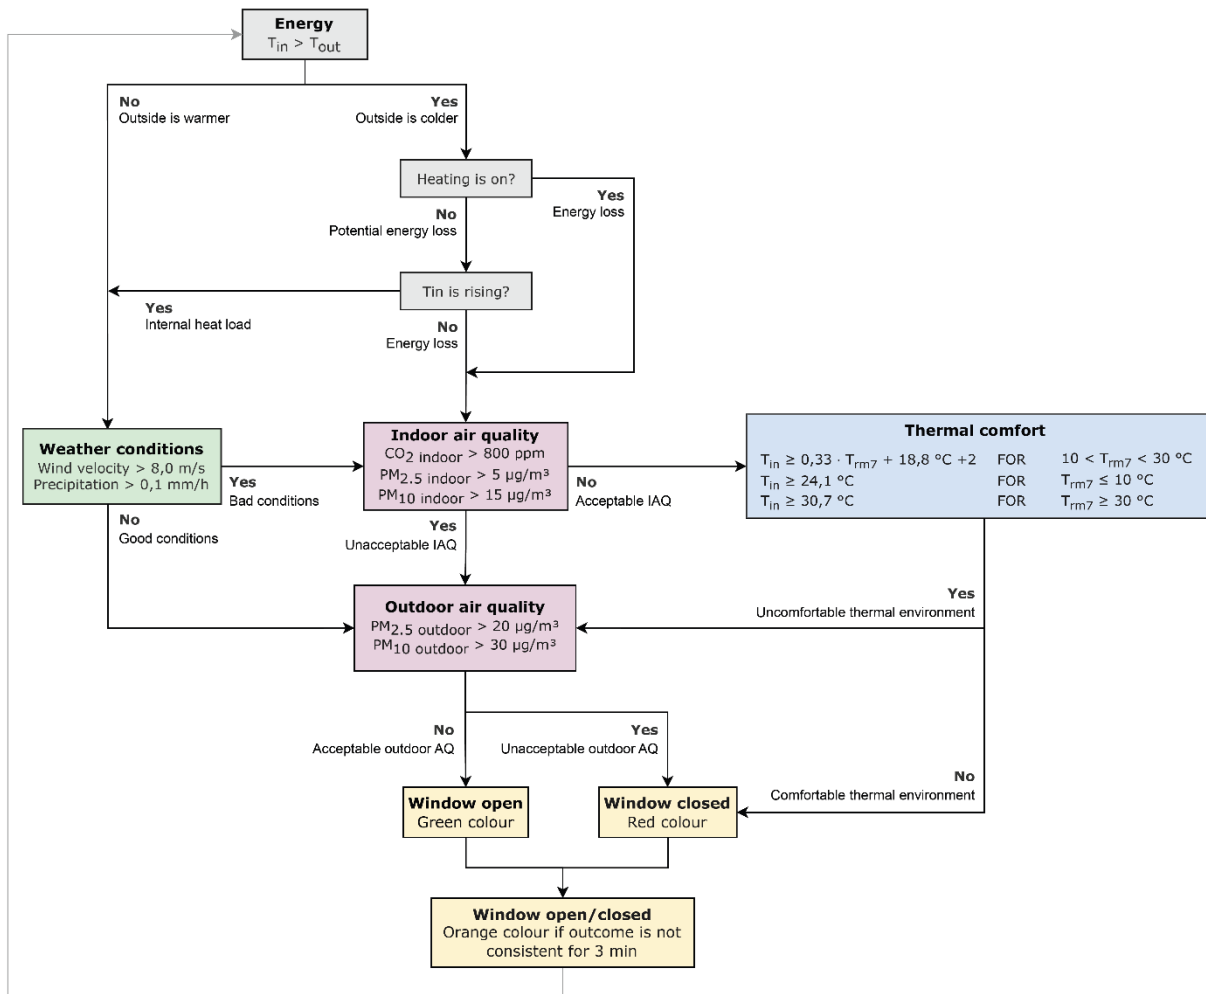 Energy
Tin > Tout
No
Outside is warmer
Yes
Outside is colder
Heating is on?
Yes
Energy loss
No
Potential energy loss
Tin is rising?
Yes
Internal heat load
No
Energy loss
Weather conditions
Wind velocity > 8,0 m/s
Precipitation > 0,1 mm/h
Yes
Bad conditions
No
Good conditions
Indoor air quality
CO2 indoor > 800 ppm
PM2.5 indoor > 5 µg/m³
PM10 indoor > 15 µg/m³
No
Acceptable IAQ
Yes
Unacceptable IAQ
Thermal comfort
Tin ≥ 0,33 · Trm7 + 18,8 °C +2 FOR 10 < Trm7 < 30 °C
Tin ≥ 24,1 °C FOR Trm7 ≤ 10 °C
Tin ≥ 30,7 °C FOR Trm7 ≥ 30 °C
Yes
Uncomfortable thermal environment
Outdoor air quality
PM2.5 outdoor > 20 µg/m³
PM10 outdoor > 30 µg/m³
No
Acceptable outdoor AQ
Yes
Unacceptable outdoor AQ
No
Comfortable thermal environment
Window open
Green colour
Window closed
Red colour
Window open/closed
Orange colour if outcome is not
consistent for 3 min